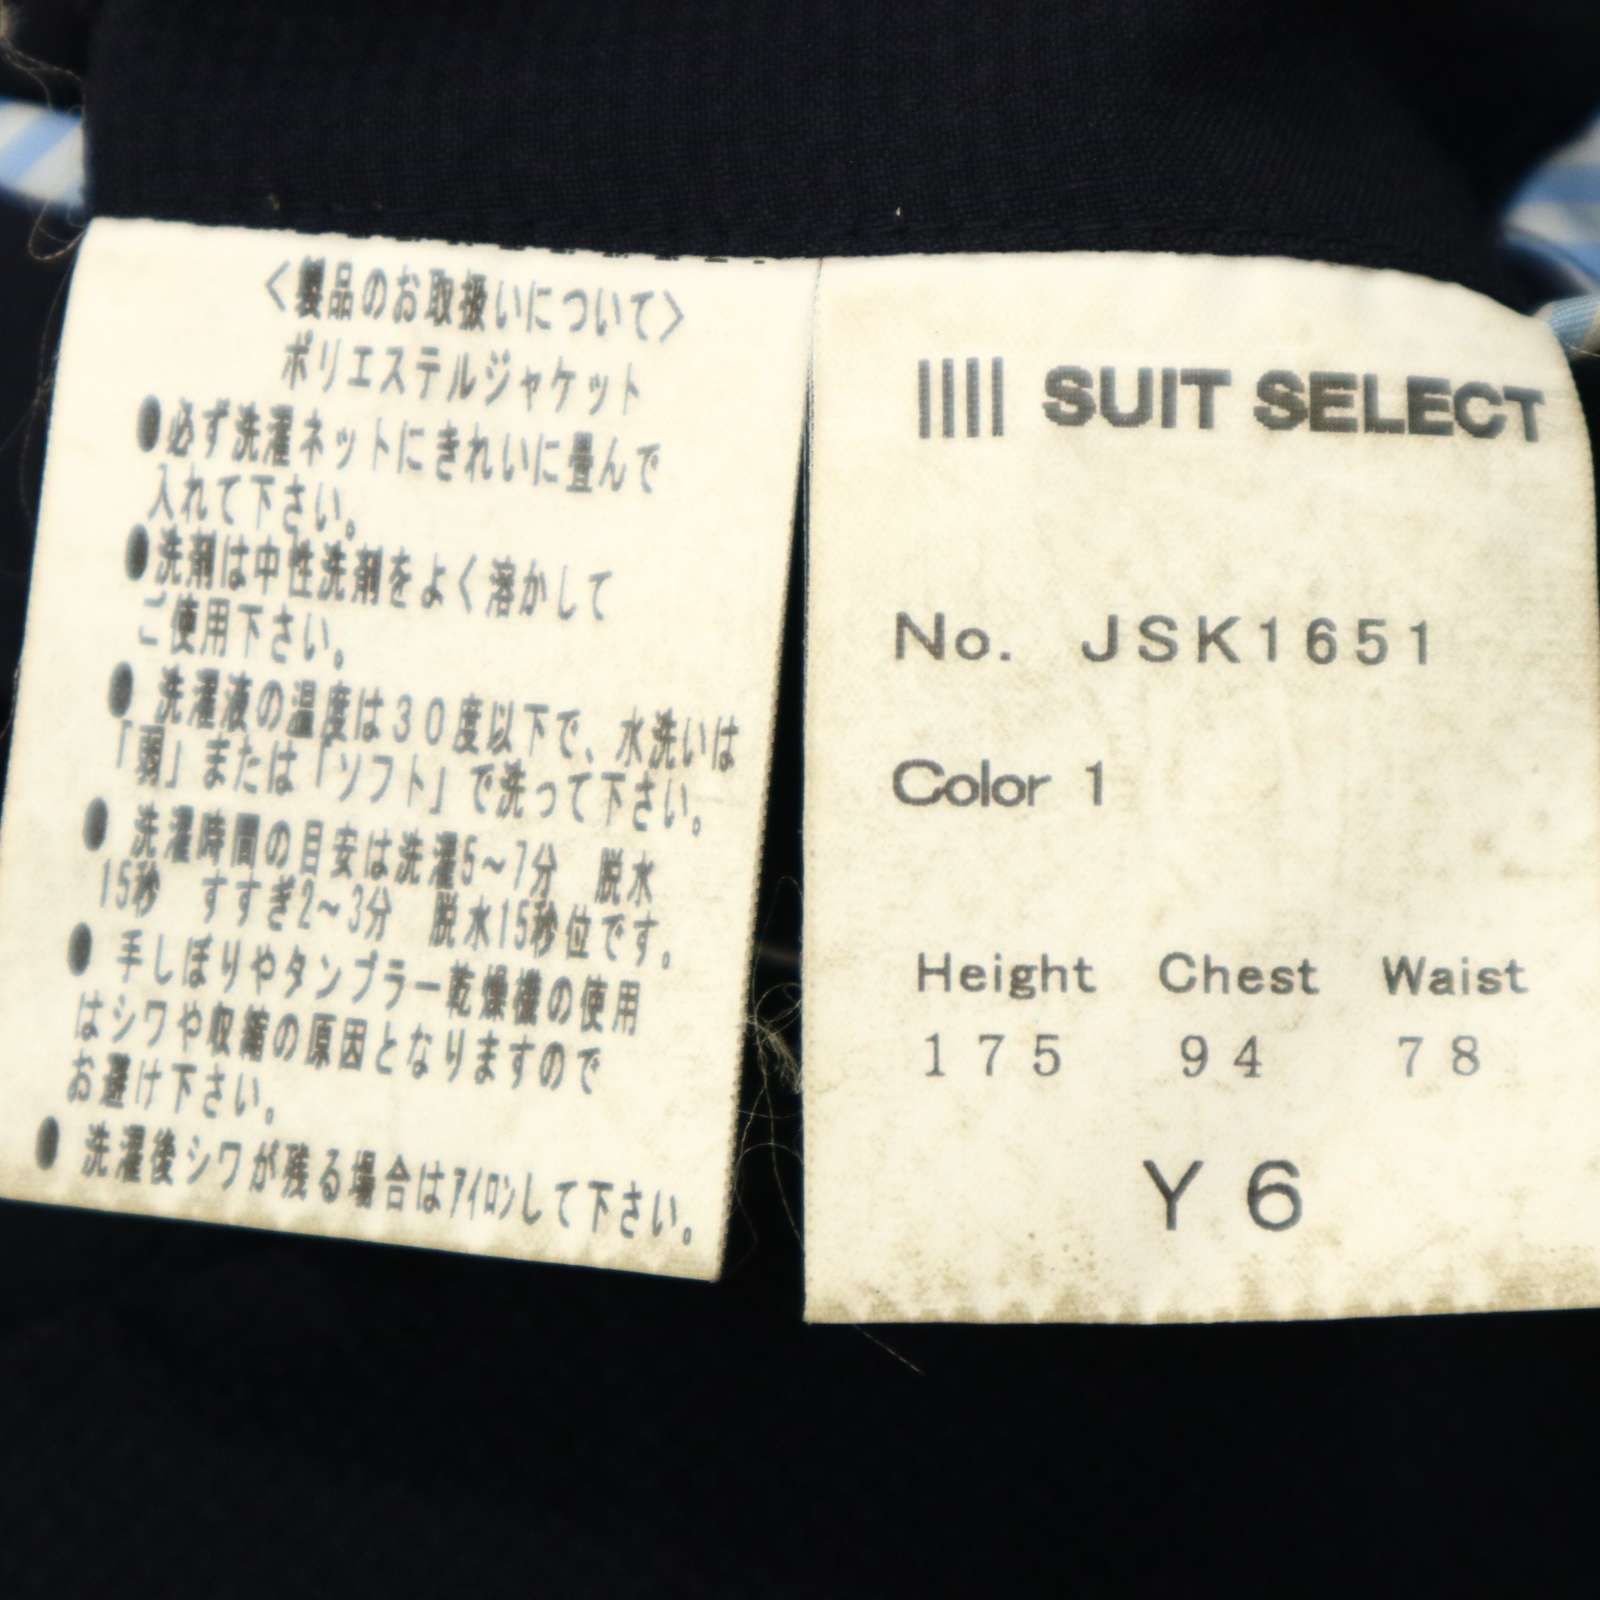 〈製品のお取扱いについて〉
ポリエステルジャケット
●必ず洗濯ネットにきれいに畳んで
入れて下さい。
●洗剤は中性洗剤をよく溶かして
ご使用下さい。
● 洗濯液の温度は30度以下で、水洗いは
「弱」または「ソフト」で洗って下さい。
● 洗濯時間の目安は洗濯5～7分 脱水
15秒 すすぎ2～3分 脱水15秒位です。
● 手しぼりやタンブラー乾燥機の使用
はシワや収縮の原因となりますので
お避け下さい。
● 洗濯後シワが残る場合はｱｲﾛﾝして下さい。
SUIT SELECT
No. JSK1651
Color 1
Height Chest Waist
175 94 78
Y6